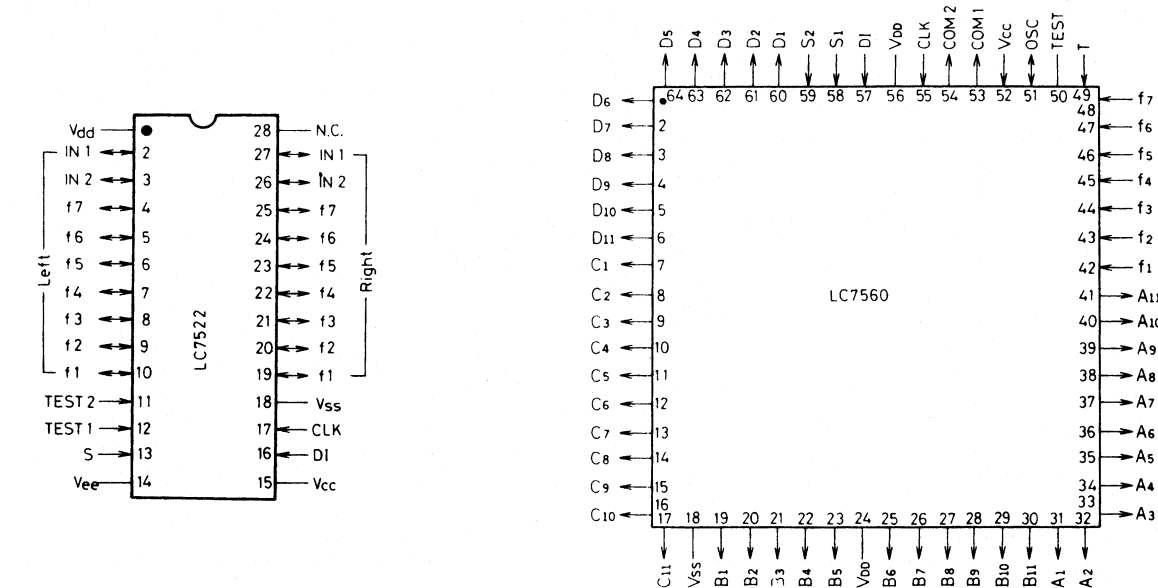 Vdd 28 N.C.
IN 1 2 27 IN 1
IN 2 3 26 IN 2
f7 4 25 f7
f6 5 24 f6
f5 6 23 f5
f4 7 22 f4
f3 8 21 f3
f2 9 20 f2
f1 10 19 f1
TEST 2 11 18 Vss
TEST 1 12 17 CLK
S 13 16 DI
Vee 14 15 Vcc
Left
LC7522
Right
D5 D4 D3 D2 D1 S2 S1 DI VDD CLK COM2 COM1 Vcc OSC TEST T
64 63 62 61 60 59 58 57 56 55 54 53 52 51 50 49
D6 48 f7
D7 2 47 f6
D8 3 46 f5
D9 4 45 f4
D10 5 44 f3
D11 6 43 f2
C1 7 42 f1
C2 8 LC7560 41 A11
C3 9 40 A10
C4 10 39 A9
C5 11 38 A8
C6 12 37 A7
C7 13 36 A6
C8 14 35 A5
C9 15 34 A4
C10 16 33 A3
17 18 19 20 21 22 23 24 25 26 27 28 29 30 31 32
C11 Vss B1 B2 B3 B4 B5 VDD B6 B7 B8 B9 B10 B11 A1 A2